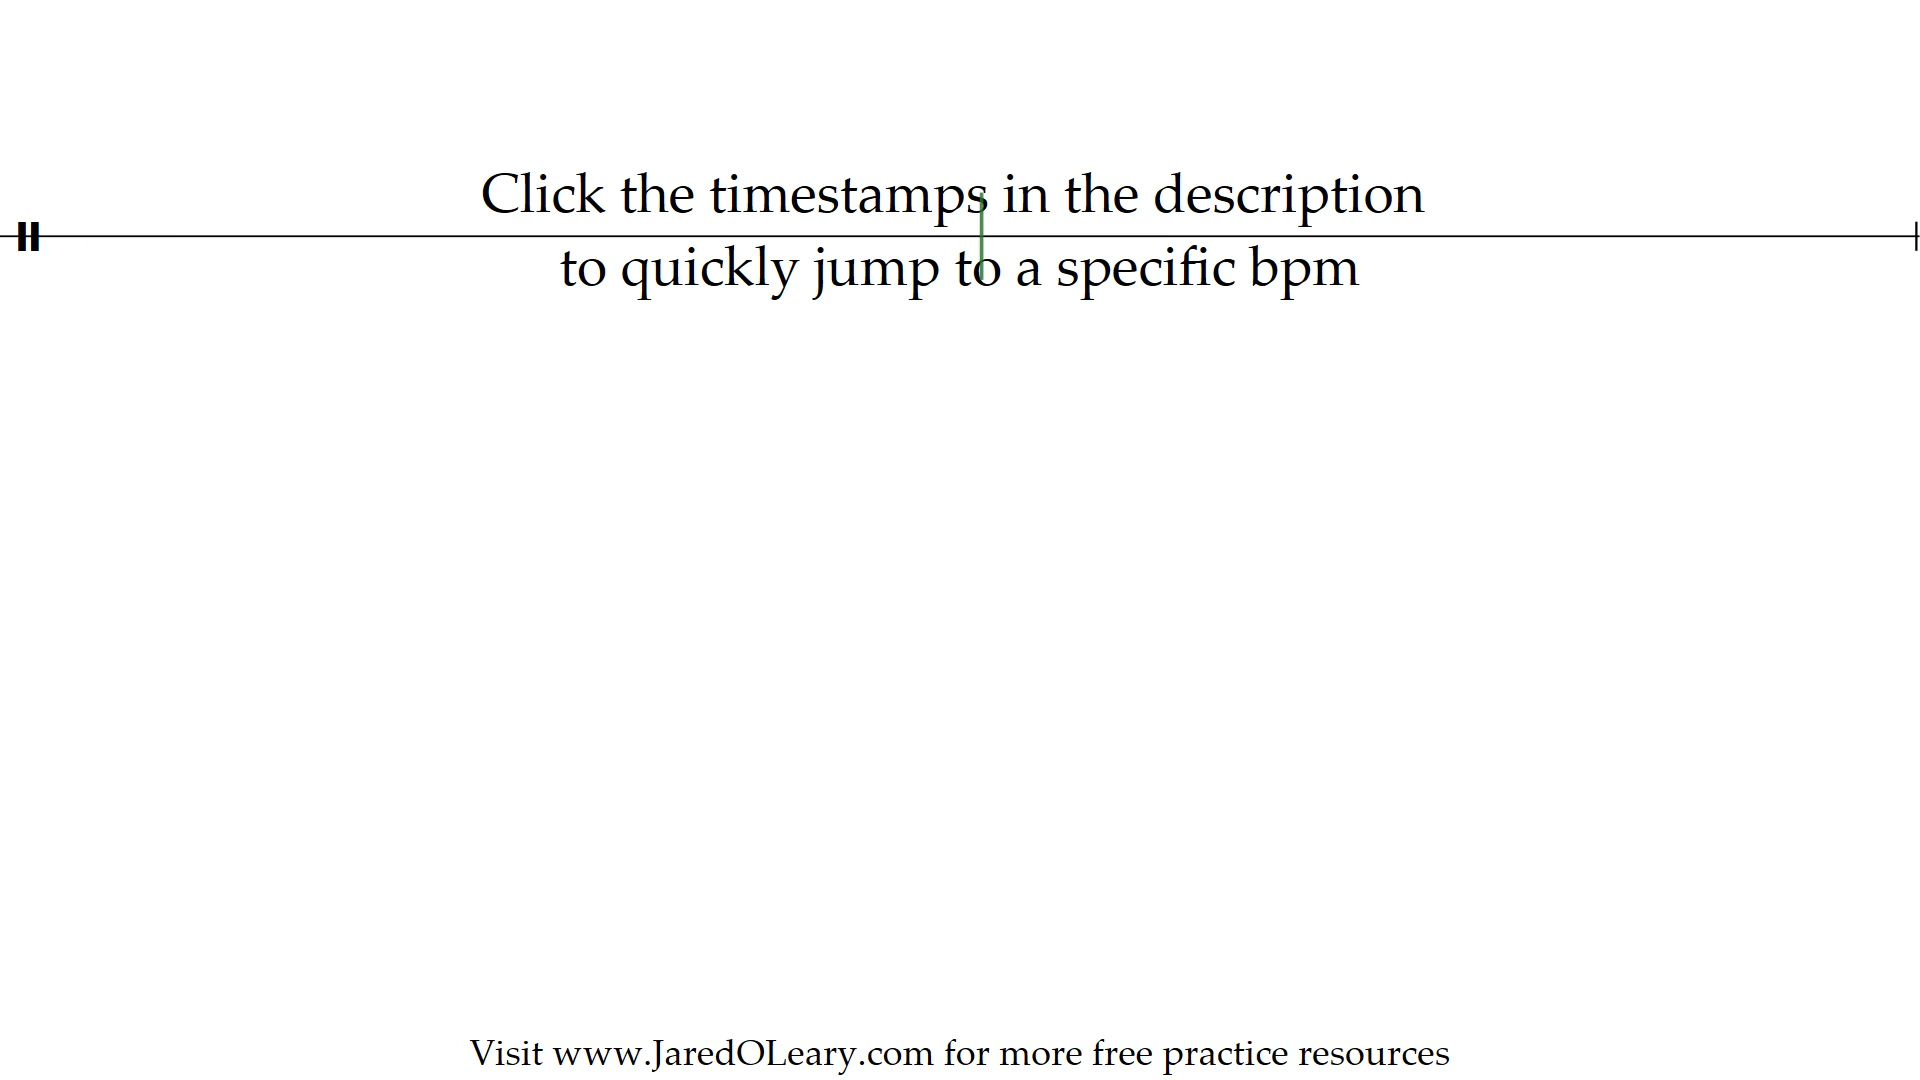 Click the timestamps in the description
to quickly jump to a specific bpm
Visit www.JaredOLeary.com for more free practice resources